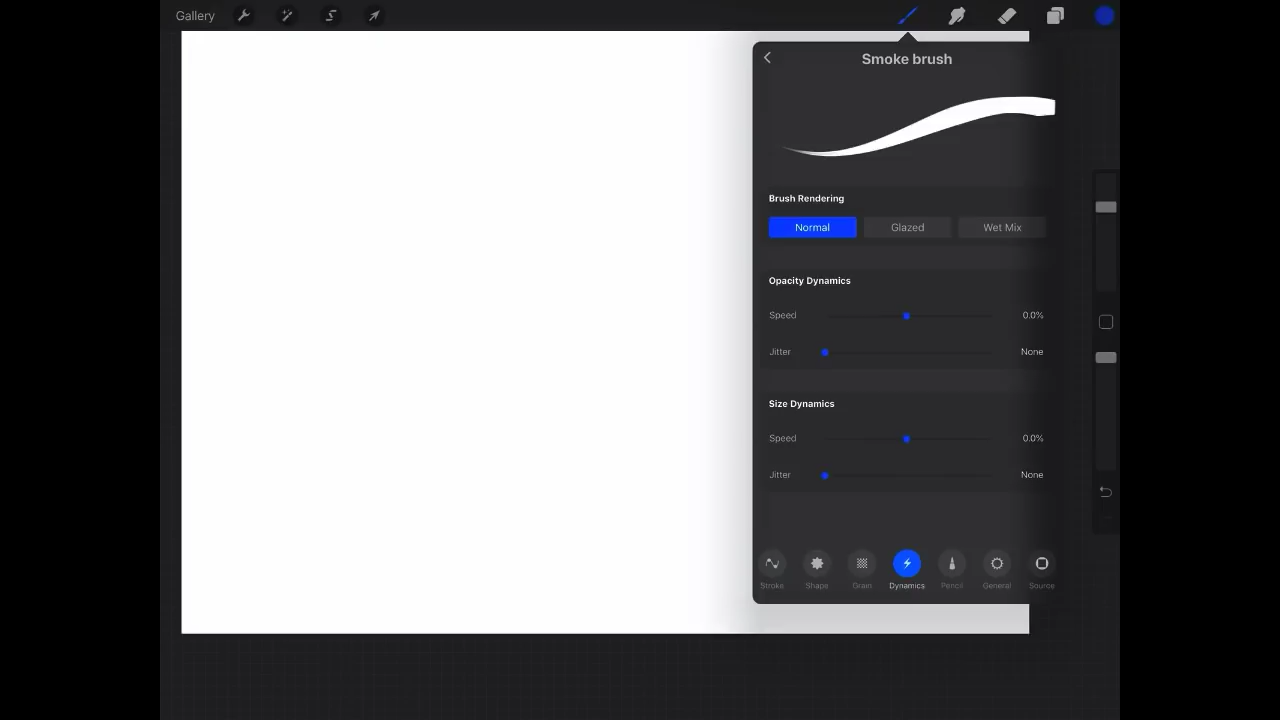 Gallery
Smoke brush
Brush Rendering
Normal Glazed Wet Mix
Opacity Dynamics
Speed 0.0%
Jitter None
Size Dynamics
Speed 0.0%
Jitter None
Stroke Shape Grain Dynamics Pencil General Source